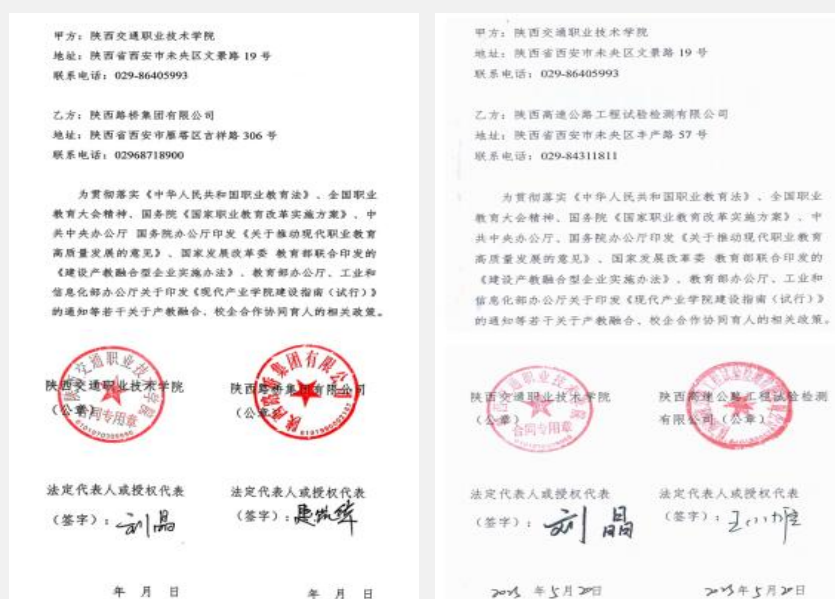 甲方：陕西交通职业技术学院
地址：陕西省西安市未央区文景路 19 号
联系电话：029-86405993
乙方：陕西路桥集团有限公司
地址：陕西省西安市雁塔区吉祥路 306 号
联系电话：02968718900
为贯彻落实《中华人民共和国职业教育法》、全国职业
教育大会精神、国务院《国家职业教育改革实施方案》、中
共中央办公厅 国务院办公厅印发《关于推动现代职业教育
高质量发展的意见》、国家发展改革委 教育部联合印发的
《建设产教融合型企业实施办法》、教育部办公厅、工业和
信息化部办公厅关于印发《现代产业学院建设指南（试行）》
的通知等若干关于产教融合、校企合作协同育人的相关政策。
陕西交通职业技术学院
（公章）
合同专用章
陕西路桥集团有限公司
（公章）
陕西路桥集团有限公司
法定代表人或授权代表
（签字）：刘晶
法定代表人或授权代表
（签字）：
年 月 日
年 月 日
甲方：陕西交通职业技术学院
地址：陕西省西安市未央区文景路 19 号
联系电话：029-86405993
乙方：陕西高速公路工程试验检测有限公司
地址：陕西省西安市未央区丰产路 57 号
联系电话：029-84311811
为贯彻落实《中华人民共和国职业教育法》、全国职业
教育大会精神、国务院《国家职业教育改革实施方案》、中
共中央办公厅、国务院办公厅印发《关于推动现代职业教育
高质量发展的意见》、国家发展改革委 教育部联合印发的
《建设产教融合型企业实施办法》、教育部办公厅、工业和
信息化部办公厅关于印发《现代产业学院建设指南（试行）》
的通知等若干关于产教融合、校企合作协同育人的相关政策。
陕西交通职业技术学院
（公章）
合同专用章
陕西高速公路工程试验检测
有限公司（公章）
法定代表人或授权代表
（签字）：刘晶
法定代表人或授权代表
（签字）：
2023 年 5 月 20 日
2023 年 5 月 20 日